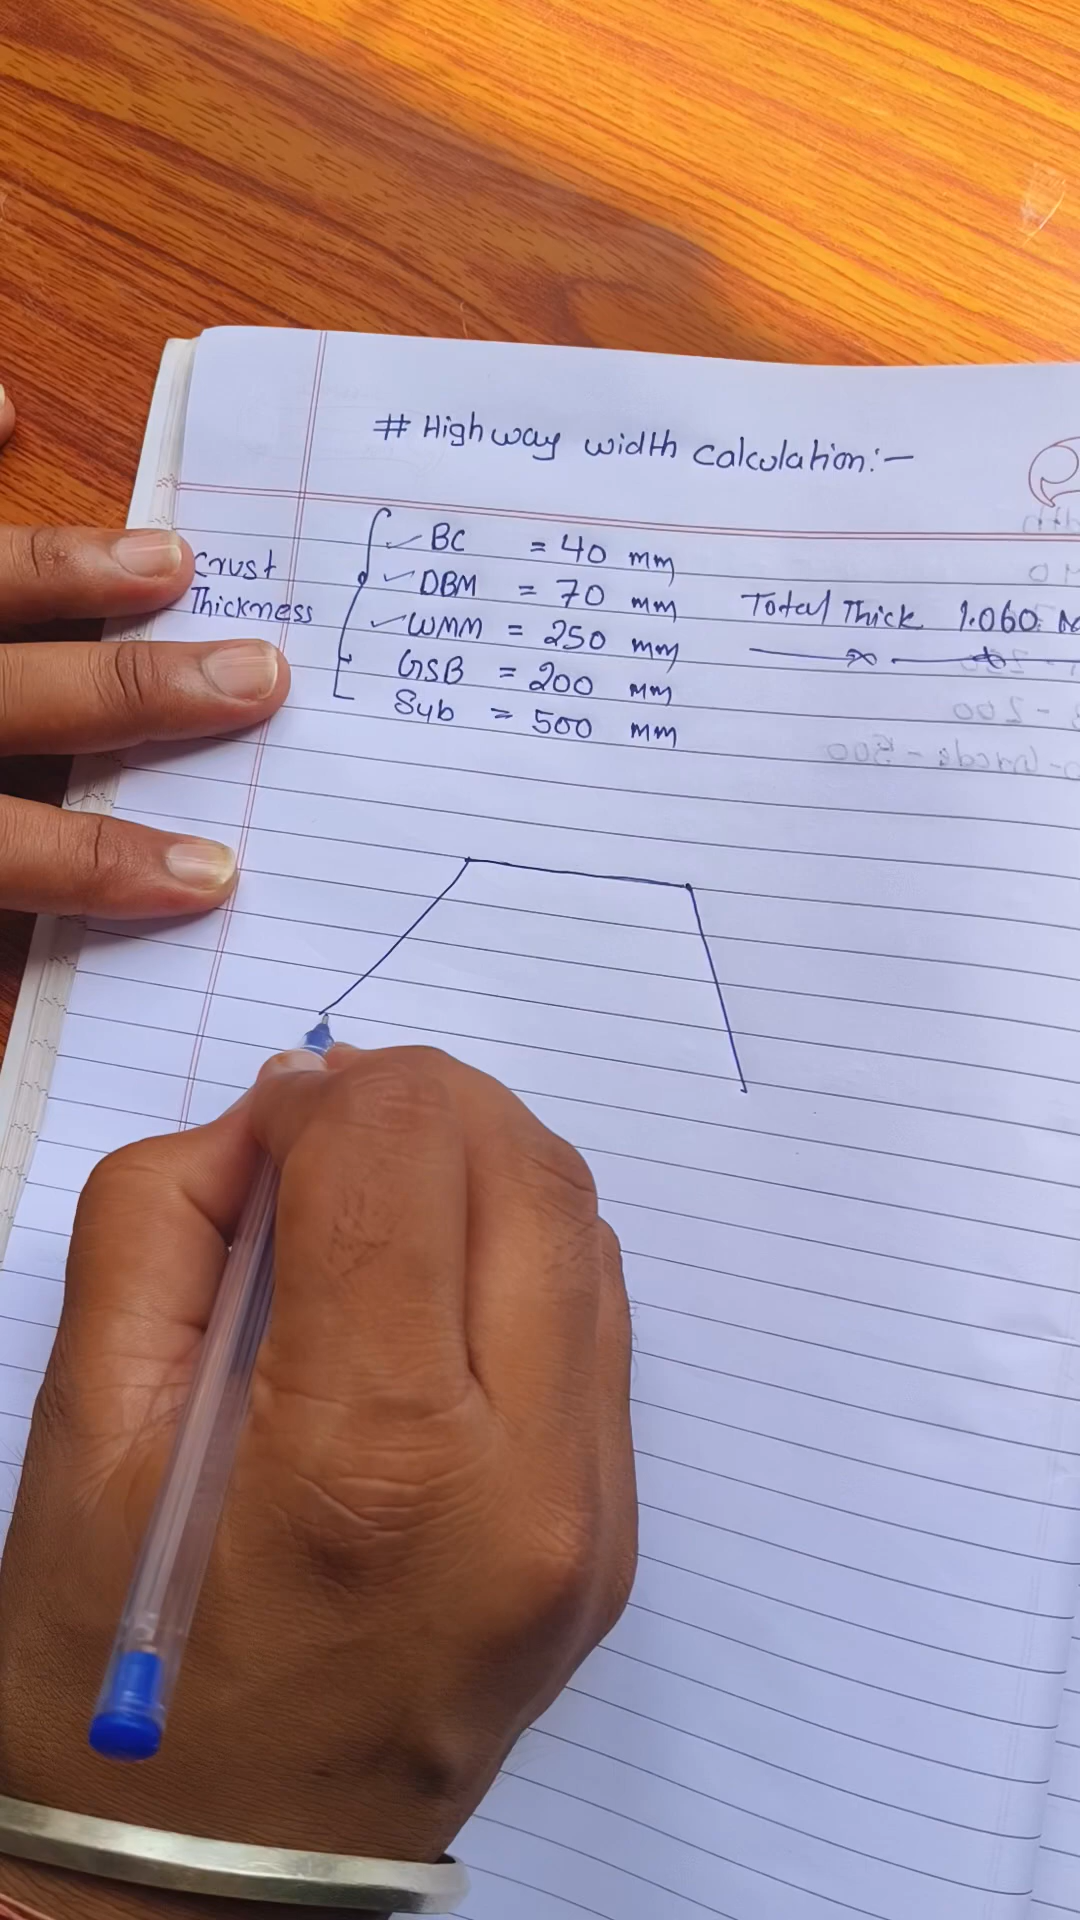 # Highway width calculation:-
Crust Thickness
BC = 40 mm
DBM = 70 mm
WMM = 250 mm
GSB = 200 mm
Sub = 500 mm
Total Thick 1.060